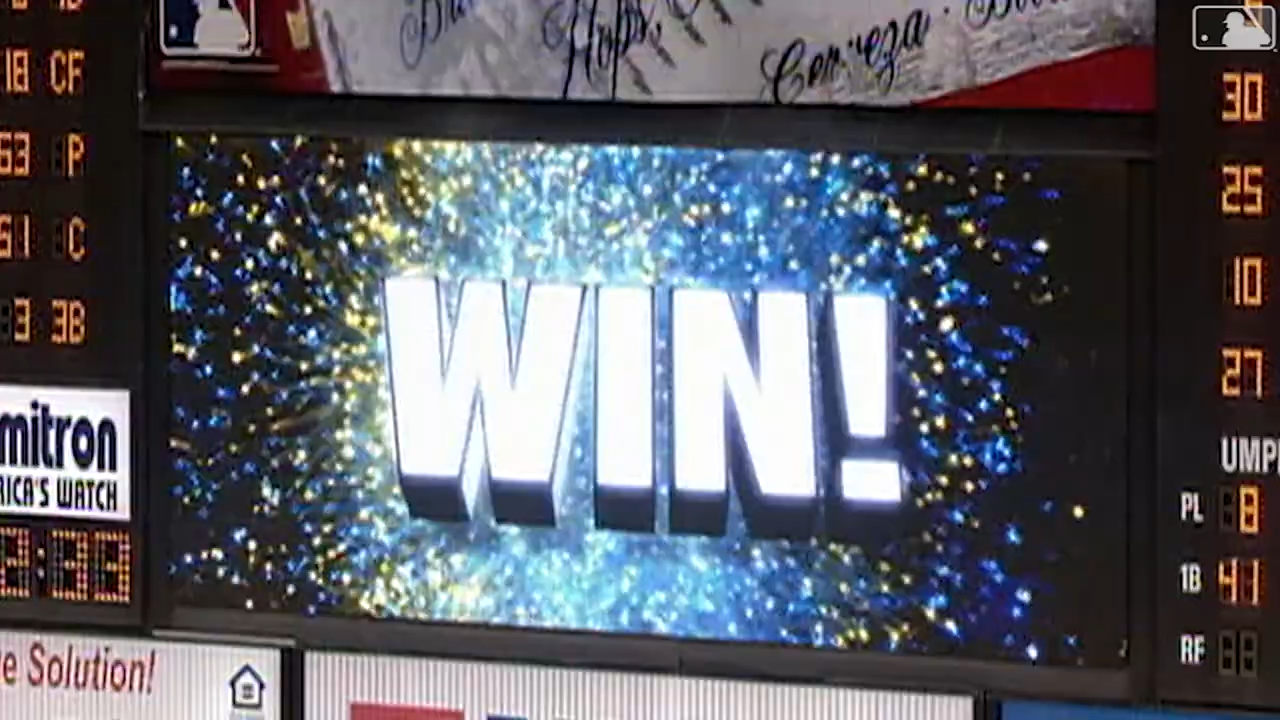 Hops,
Cerveza
18 CF
63 P
61 C
3 3B
mitron
RICA'S WATCH
WIN!
30
25
10
27
UMP
PL 8
1B 41
RF
e Solution!